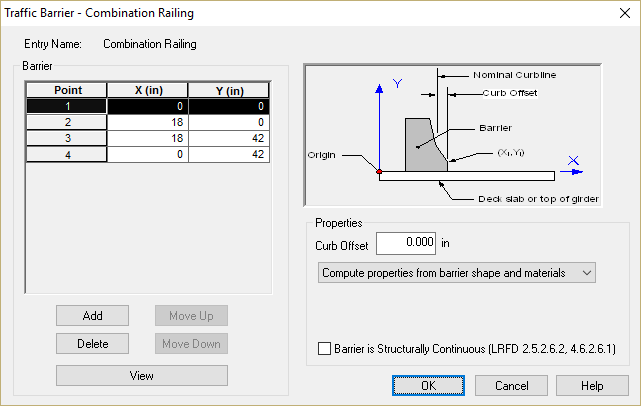 Traffic Barrier - Combination Railing
Entry Name: Combination Railing
Barrier
Point X (in) Y (in)
1 0 0
2 18 0
3 18 42
4 0 42
Add Move Up
Delete Move Down
View
Nominal Curbline
Y Curb Offset
Barrier
Origin (Xi,Yi) X
Deck slab or top of girder
Properties
Curb Offset 0.000 in
Compute properties from barrier shape and materials
Barrier is Structurally Continuous (LRFD 2.5.2.6.2, 4.6.2.6.1)
OK Cancel Help